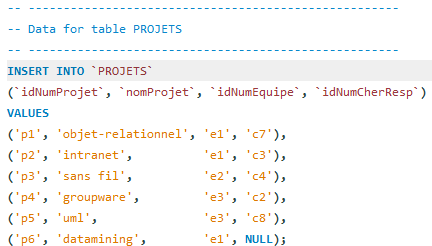 -- ---------------------------------------------------
-- Data for table PROJETS
-- ---------------------------------------------------
INSERT INTO `PROJETS`
(`idNumProjet`, `nomProjet`, `idNumEquipe`, `idNumCherResp`)
VALUES
('p1', 'objet-relationnel', 'e1', 'c7'),
('p2', 'intranet',          'e1', 'c3'),
('p3', 'sans fil',          'e2', 'c4'),
('p4', 'groupware',         'e3', 'c2'),
('p5', 'uml',               'e3', 'c8'),
('p6', 'datamining',        'e1', NULL);